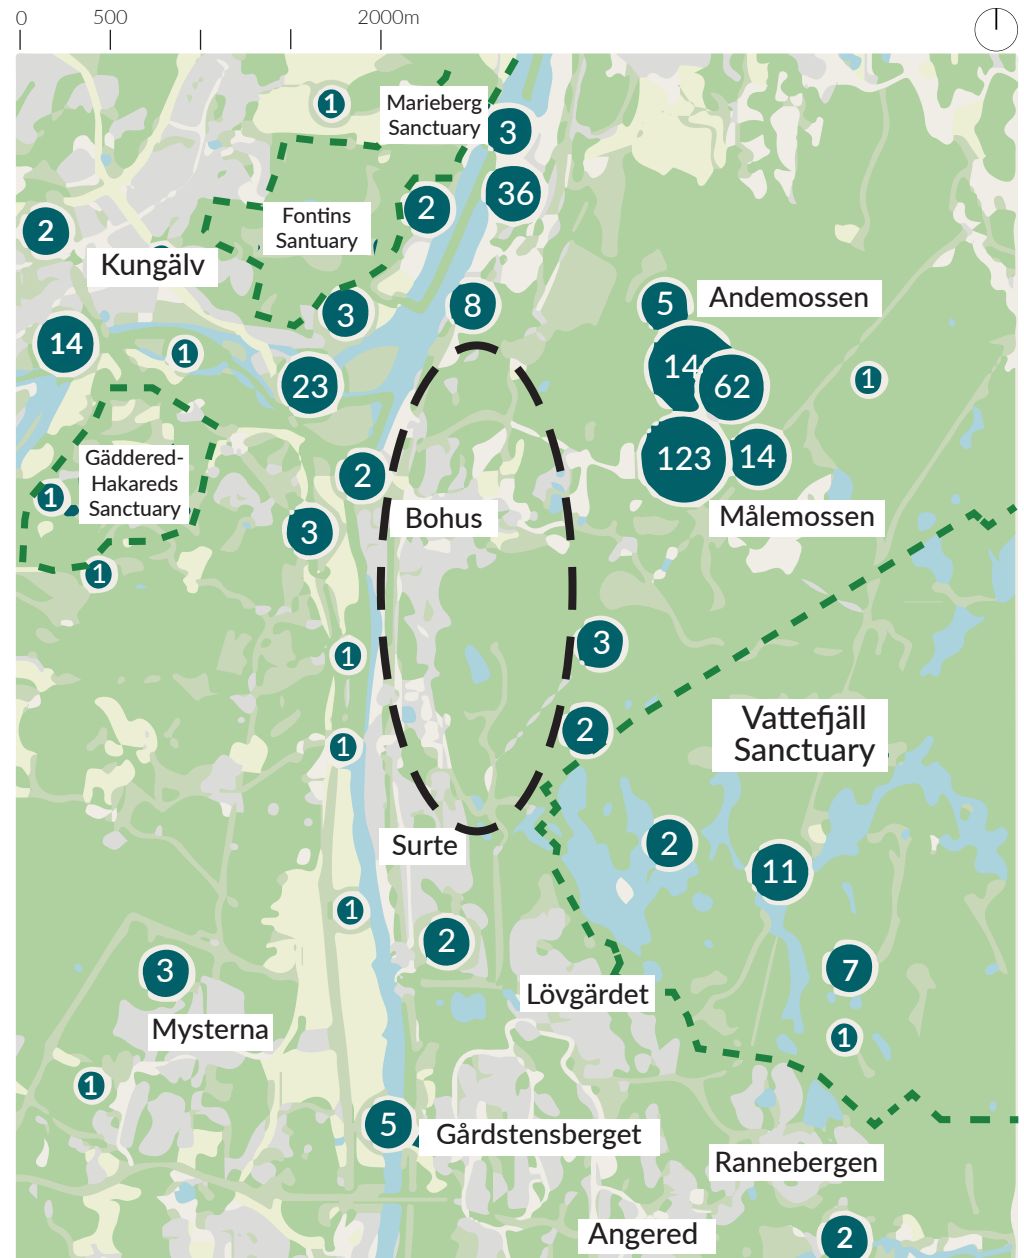 0 500 2000m
1
Marieberg
Sanctuary
3
36
2
2
Fontins
Santuary
Kungälv
8
5
Andemossen
3
14
1
14
62
1
23
123
14
Gäddered-
Hakareds
Sanctuary
1
2
Bohus
Målemossen
3
1
3
1
2
Vattefjäll
Sanctuary
1
2
Surte
11
1
2
3
7
Lövgärdet
Mysterna
1
1
5
Gårdstensberget
Rannebergen
Angered
2